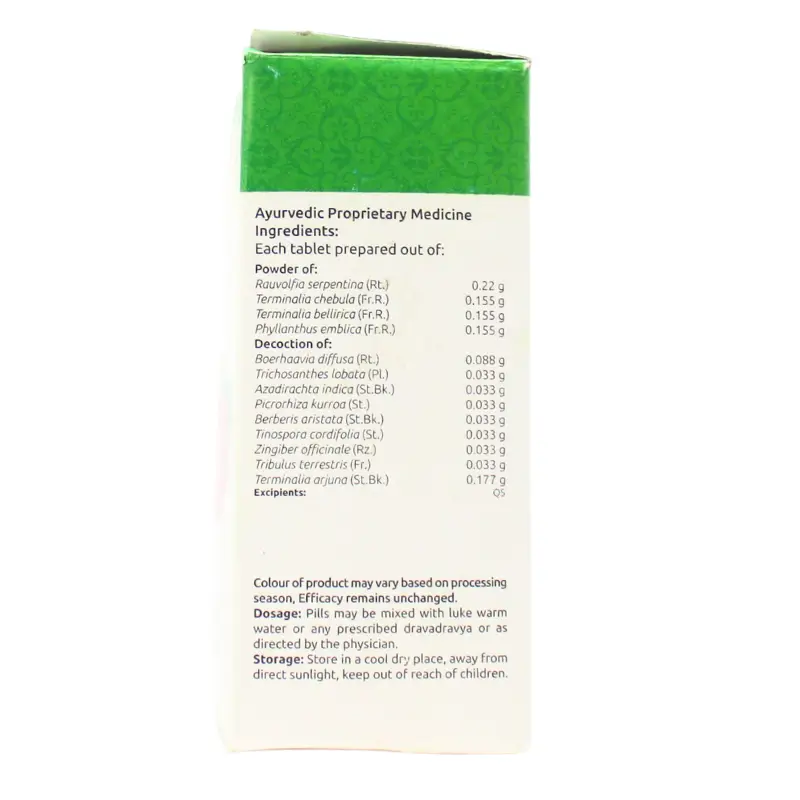 Ayurvedic Proprietary Medicine
Ingredients:
Each tablet prepared out of:
Powder of:
Rauvolfia serpentina (Rt.) 0.22 g
Terminalia chebula (Fr.R.) 0.155 g
Terminalia bellirica (Fr.R.) 0.155 g
Phyllanthus emblica (Fr.R.) 0.155 g
Decoction of:
Boerhaavia diffusa (Rt.) 0.088 g
Trichosanthes lobata (Pl.) 0.033 g
Azadirachta indica (St.Bk.) 0.033 g
Picrorhiza kurroa (St.) 0.033 g
Berberis aristata (St.Bk.) 0.033 g
Tinospora cordifolia (St.) 0.033 g
Zingiber officinale (Rz.) 0.033 g
Tribulus terrestris (Fr.) 0.033 g
Terminalia arjuna (St.Bk.) 0.177 g
Excipients: QS
Colour of product may vary based on processing
season, Efficacy remains unchanged.
Dosage: Pills may be mixed with luke warm
water or any prescribed dravadravya or as
directed by the physician.
Storage: Store in a cool dry place, away from
direct sunlight, keep out of reach of children.